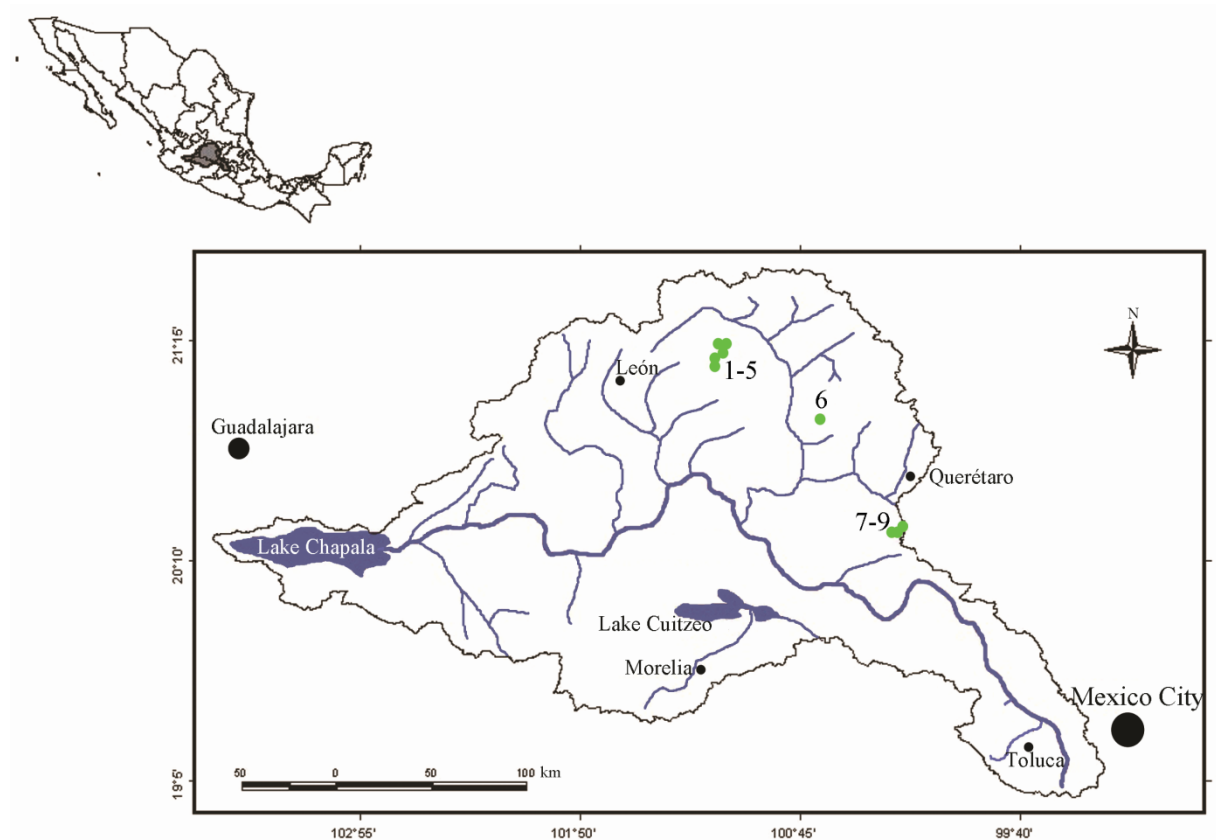 N
21°15'
León
1-5
6
Guadalajara
Querétaro
7-9
Lake Chapala
20°10'
Lake Cuitzeo
Morelia
Mexico City
Toluca
50 0 50 100 km
19°5'
102°55' 101°50' 100°45' 99°40'